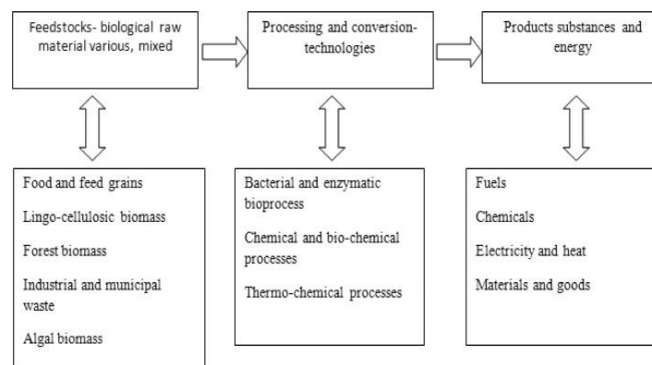 Feedstocks- biological raw
material various, mixed
Processing and conversion-
technologies
Products substances and
energy
Food and feed grains
Lingo-cellulosic biomass
Forest biomass
Industrial and municipal
waste
Algal biomass
Bacterial and enzymatic
bioprocess
Chemical and bio-chemical
processes
Thermo-chemical processes
Fuels
Chemicals
Electricity and heat
Materials and goods